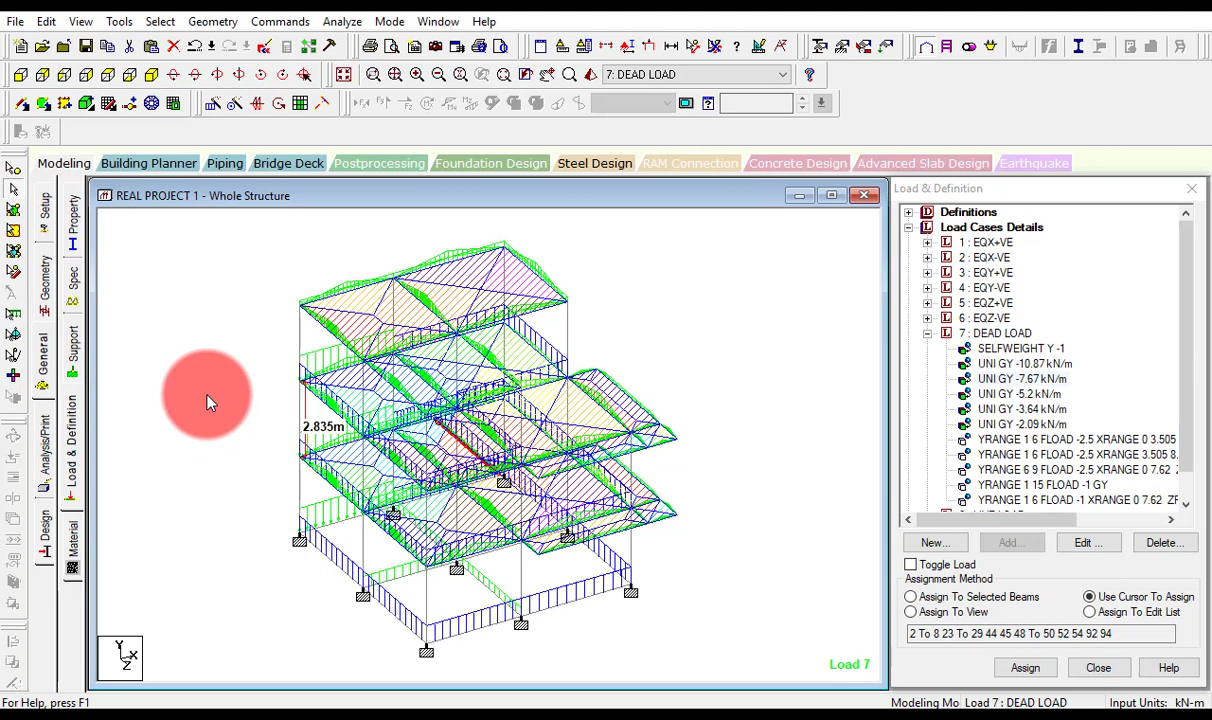 File Edit View Tools Select Geometry Commands Analyze Mode Window Help
7: DEAD LOAD
Modeling Building Planner Piping Bridge Deck Postprocessing Foundation Design Steel Design RAM Connection Concrete Design Advanced Slab Design Earthquake
REAL PROJECT 1 - Whole Structure
Load & Definition
Setup
Geometry
General
Analysis/Print
Design
Property
Spec
Support
Load & Definition
Material
2.835m
Y
X
Z
Load 7
Definitions
Load Cases Details
1 : EQX+VE
2 : EQX-VE
3 : EQY+VE
4 : EQY-VE
5 : EQZ+VE
6 : EQZ-VE
7 : DEAD LOAD
SELFWEIGHT Y -1
UNI GY -10.87 kN/m
UNI GY -7.67 kN/m
UNI GY -5.2 kN/m
UNI GY -3.64 kN/m
UNI GY -2.09 kN/m
YRANGE 1 6 FLOAD -2.5 XRANGE 0 3.505
YRANGE 1 6 FLOAD -2.5 XRANGE 3.505 8.
YRANGE 6 9 FLOAD -2.5 XRANGE 0 7.62
YRANGE 1 15 FLOAD -1 GY
YRANGE 1 6 FLOAD -1 XRANGE 0 7.62 ZF
New... Add... Edit ... Delete...
Toggle Load
Assignment Method
Assign To Selected Beams Use Cursor To Assign
Assign To View Assign To Edit List
2 To 8 23 To 29 44 45 48 To 50 52 54 92 94
Assign Close Help
For Help, press F1 Modeling Mo Load 7 : DEAD LOAD Input Units: kN-m